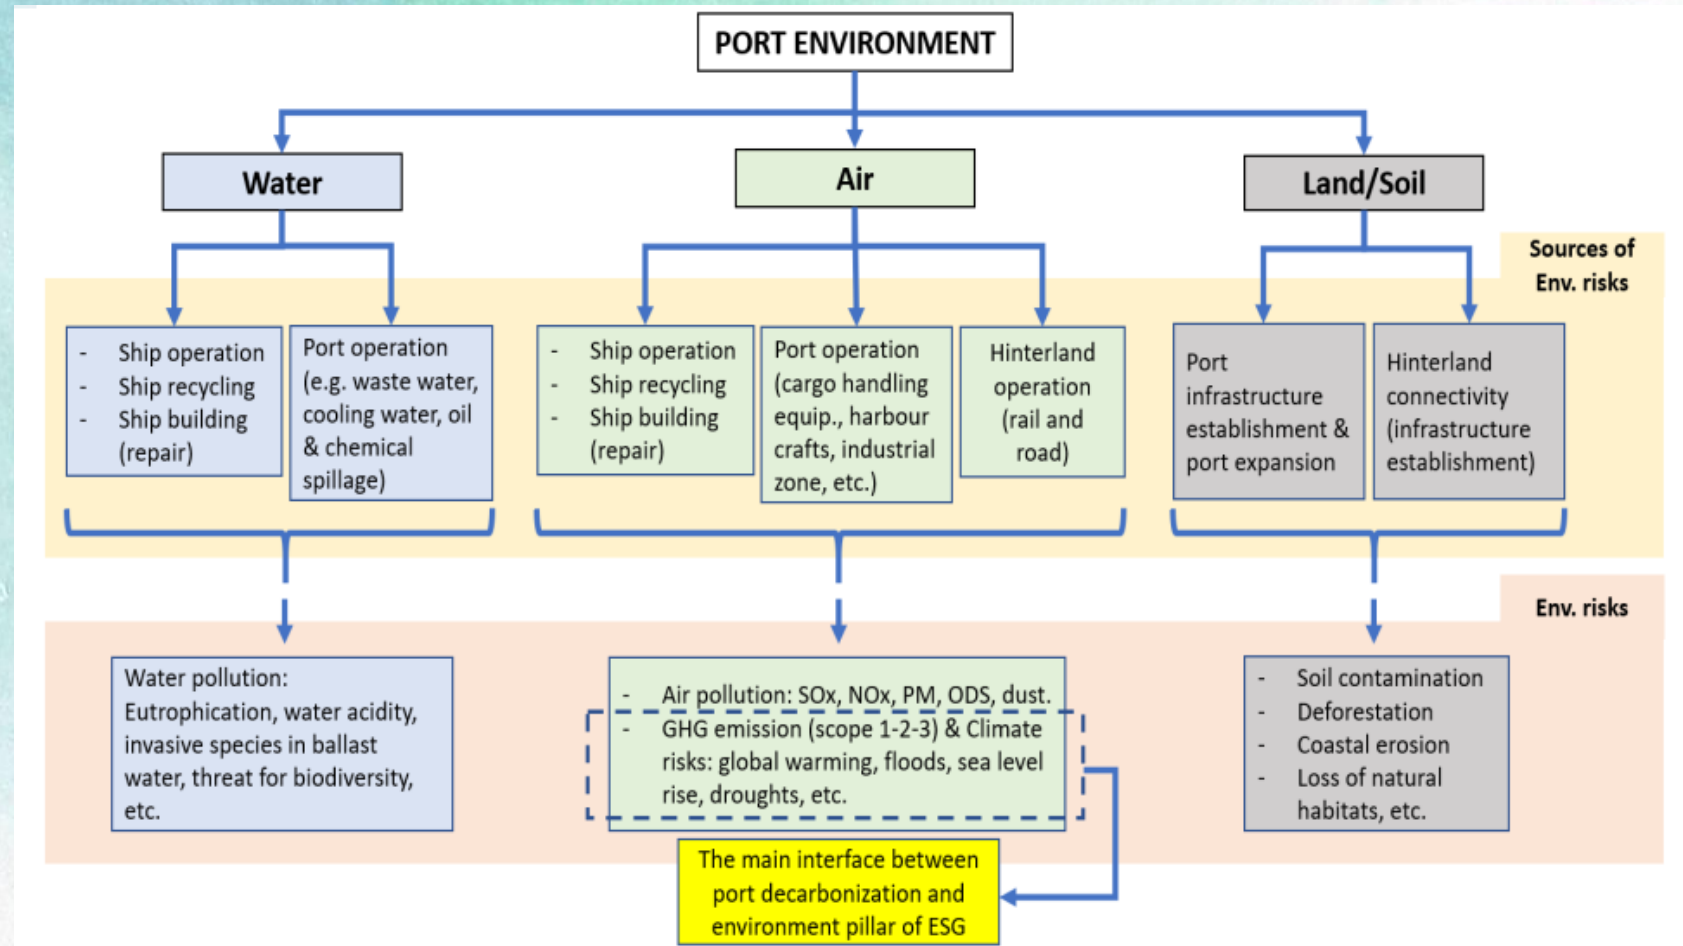 PORT ENVIRONMENT
Water
Air
Land/Soil
Sources of
Env. risks
- Ship operation
- Ship recycling
- Ship building
(repair)
Port operation
(e.g. waste water,
cooling water, oil
& chemical
spillage)
- Ship operation
- Ship recycling
- Ship building
(repair)
Port operation
(cargo handling
equip., harbour
crafts, industrial
zone, etc.)
Hinterland
operation
(rail and
road)
Port
infrastructure
establishment &
port expansion
Hinterland
connectivity
(infrastructure
establishment)
Env. risks
Water pollution:
Eutrophication, water acidity,
invasive species in ballast
water, threat for biodiversity,
etc.
- Air pollution: SOx, NOx, PM, ODS, dust.
- GHG emission (scope 1-2-3) & Climate
risks: global warming, floods, sea level
rise, droughts, etc.
- Soil contamination
- Deforestation
- Coastal erosion
- Loss of natural
habitats, etc.
The main interface between
port decarbonization and
environment pillar of ESG